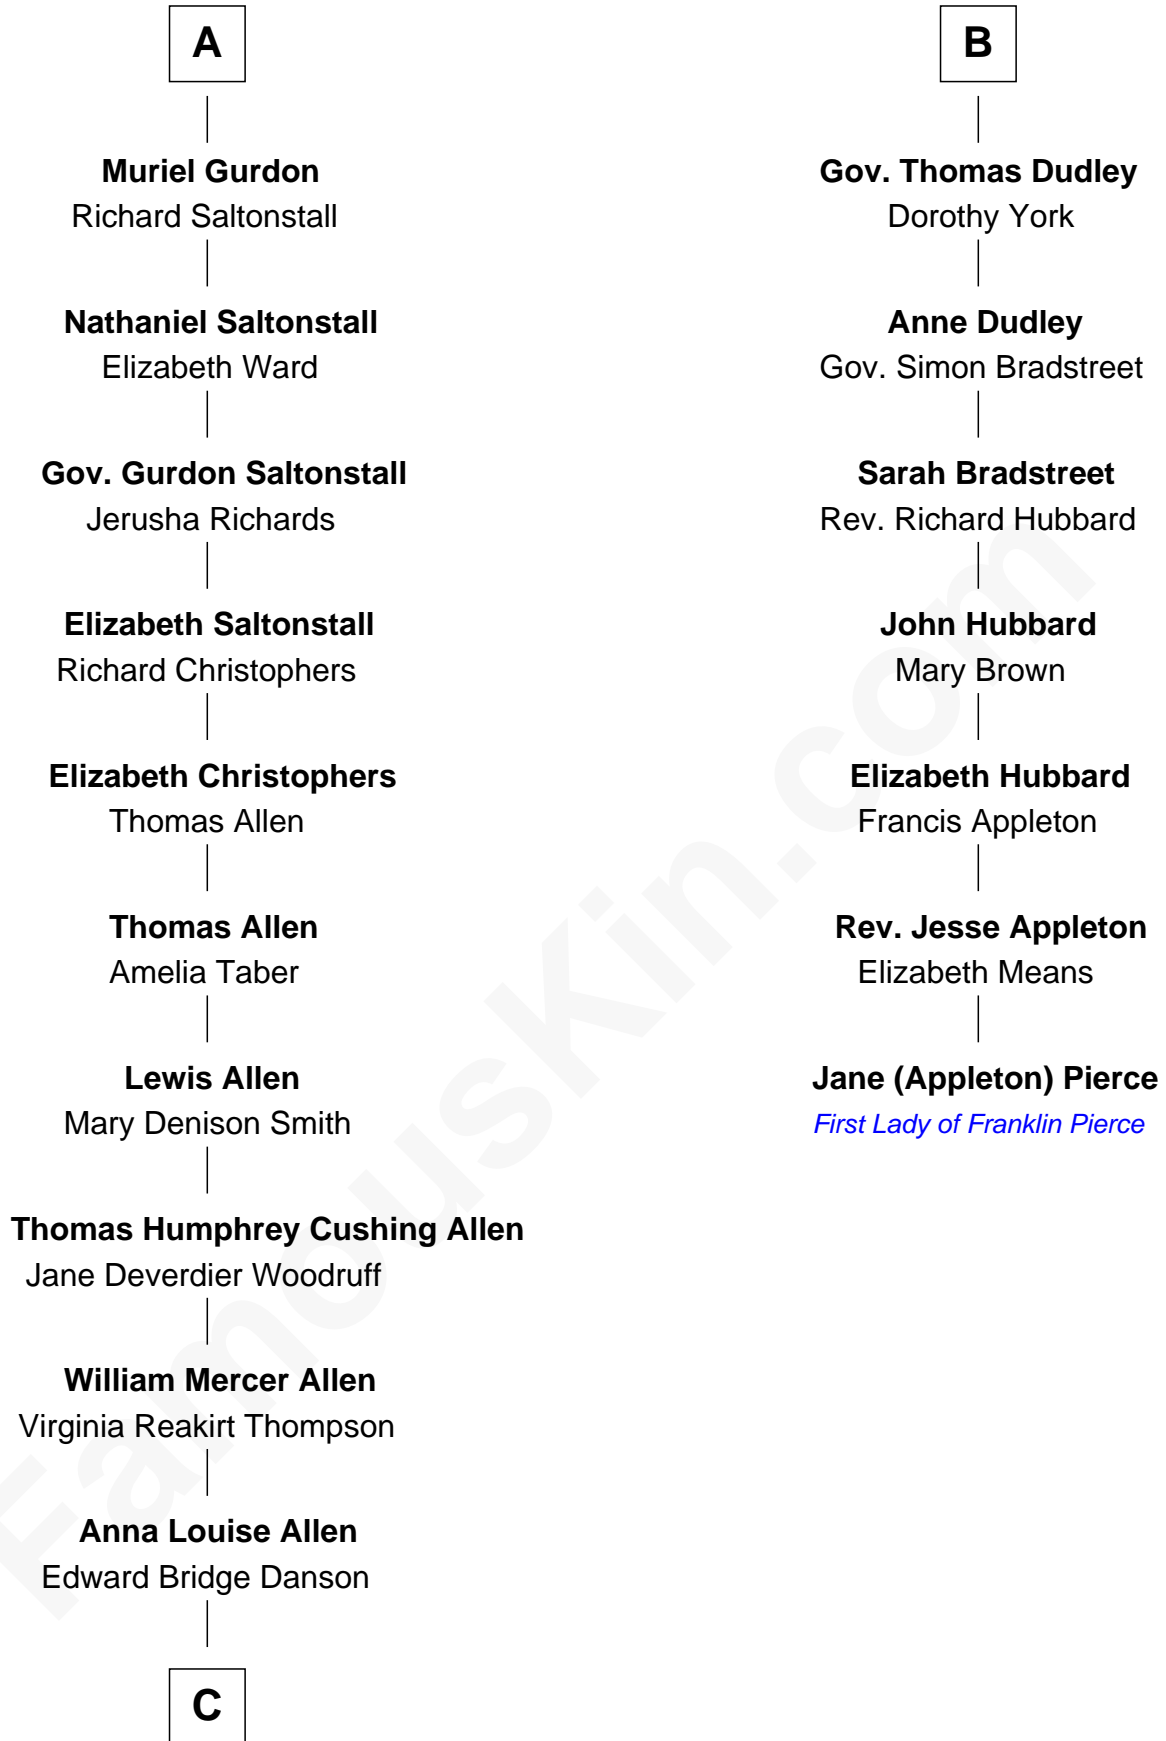 A
Muriel Gurdon
Richard Saltonstall
Nathaniel Saltonstall
Elizabeth Ward
Gov. Gurdon Saltonstall
Jerusha Richards
Elizabeth Saltonstall
Richard Christophers
Elizabeth Christophers
Thomas Allen
Thomas Allen
Amelia Taber
Lewis Allen
Mary Denison Smith
Thomas Humphrey Cushing Allen
Jane Deverdier Woodruff
William Mercer Allen
Virginia Reakirt Thompson
Anna Louise Allen
Edward Bridge Danson
C
B
Gov. Thomas Dudley
Dorothy York
Anne Dudley
Gov. Simon Bradstreet
Sarah Bradstreet
Rev. Richard Hubbard
John Hubbard
Mary Brown
Elizabeth Hubbard
Francis Appleton
Rev. Jesse Appleton
Elizabeth Means
Jane (Appleton) Pierce
First Lady of Franklin Pierce
FamousKin.com